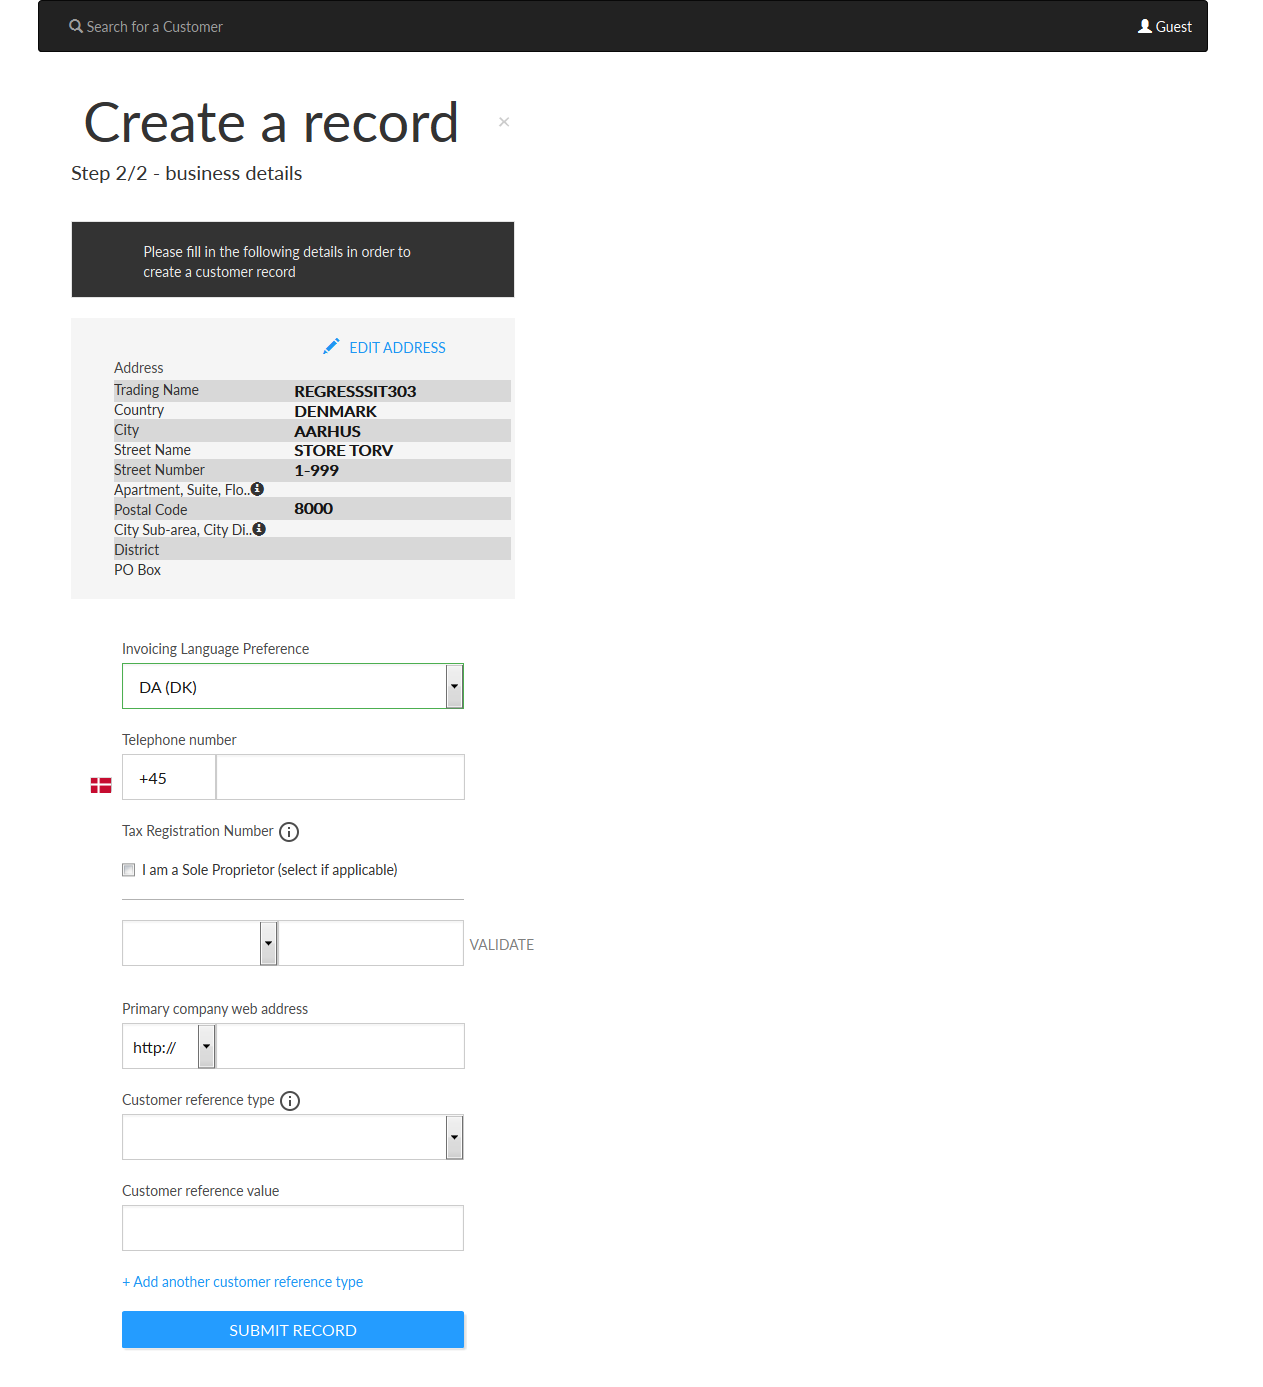 Search for a Customer
Guest
Create a record
×
Step 2/2 - business details
Please fill in the following details in order to
create a customer record
EDIT ADDRESS
Address
Trading Name REGRESSSIT303
Country DENMARK
City AARHUS
Street Name STORE TORV
Street Number 1-999
Apartment, Suite, Flo..
Postal Code 8000
City Sub-area, City Di..
District
PO Box
Invoicing Language Preference
DA (DK)
Telephone number
+45
Tax Registration Number
I am a Sole Proprietor (select if applicable)
VALIDATE
Primary company web address
http://
Customer reference type
Customer reference value
+ Add another customer reference type
SUBMIT RECORD